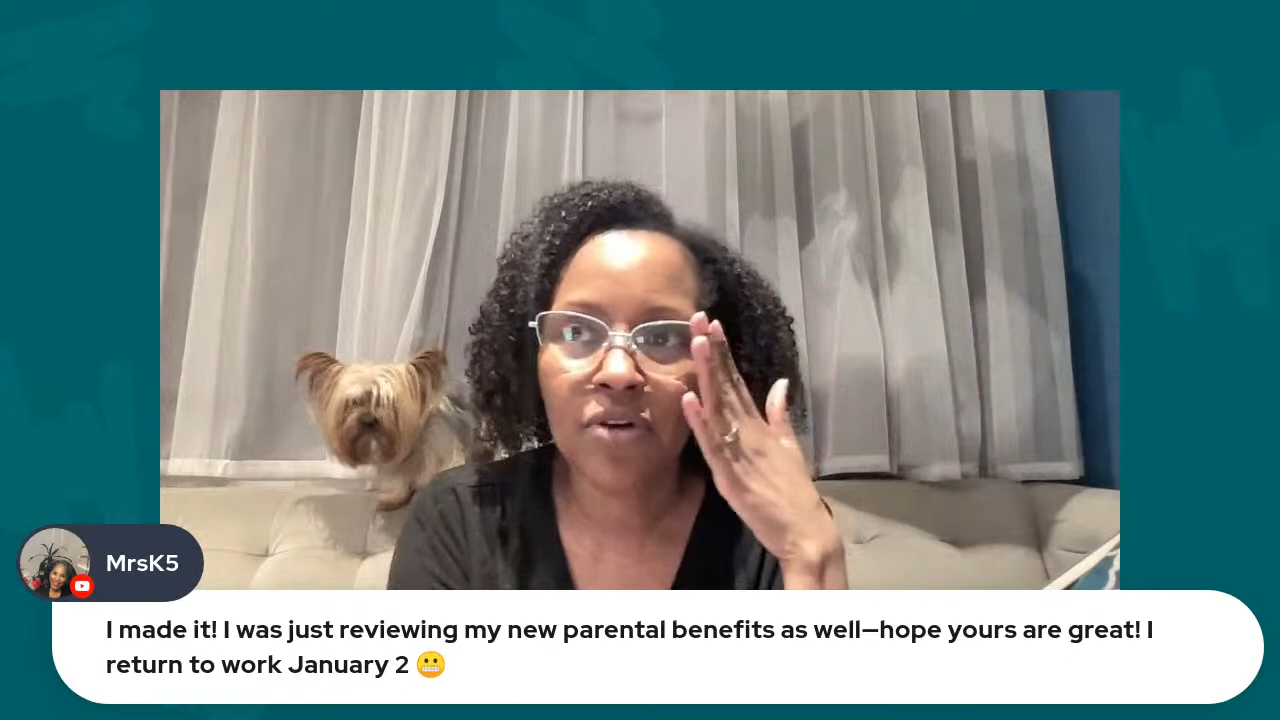 MrsK5
I made it! I was just reviewing my new parental benefits as well—hope yours are great! I
return to work January 2 😬